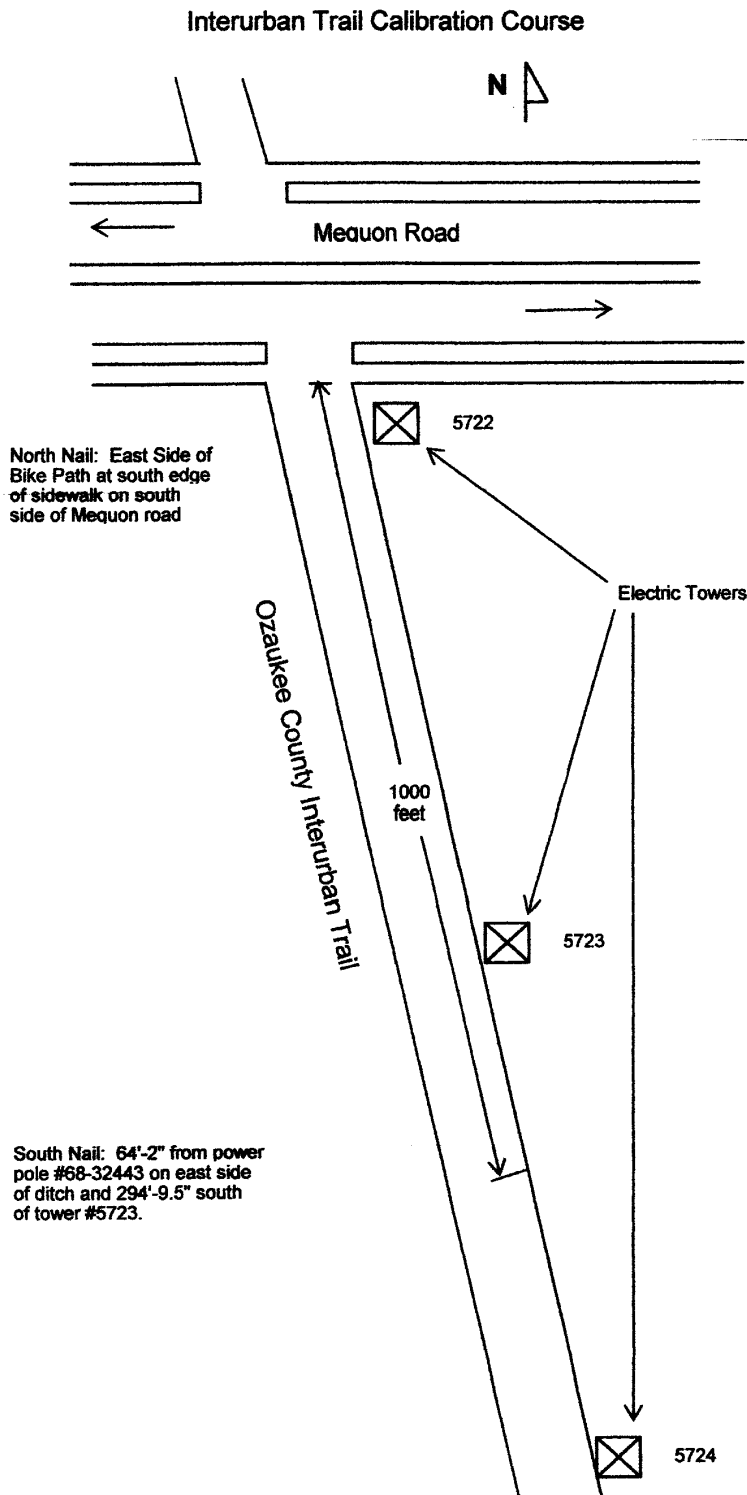 Interurban Trail Calibration Course
N
Mequon Road
5722
North Nail: East Side of
Bike Path at south edge
of sidewalk on south
side of Mequon road
Electric Towers
Ozaukee County Interurban Trail
1000
feet
5723
South Nail: 64'-2" from power
pole #68-32443 on east side
of ditch and 294'-9.5" south
of tower #5723.
5724